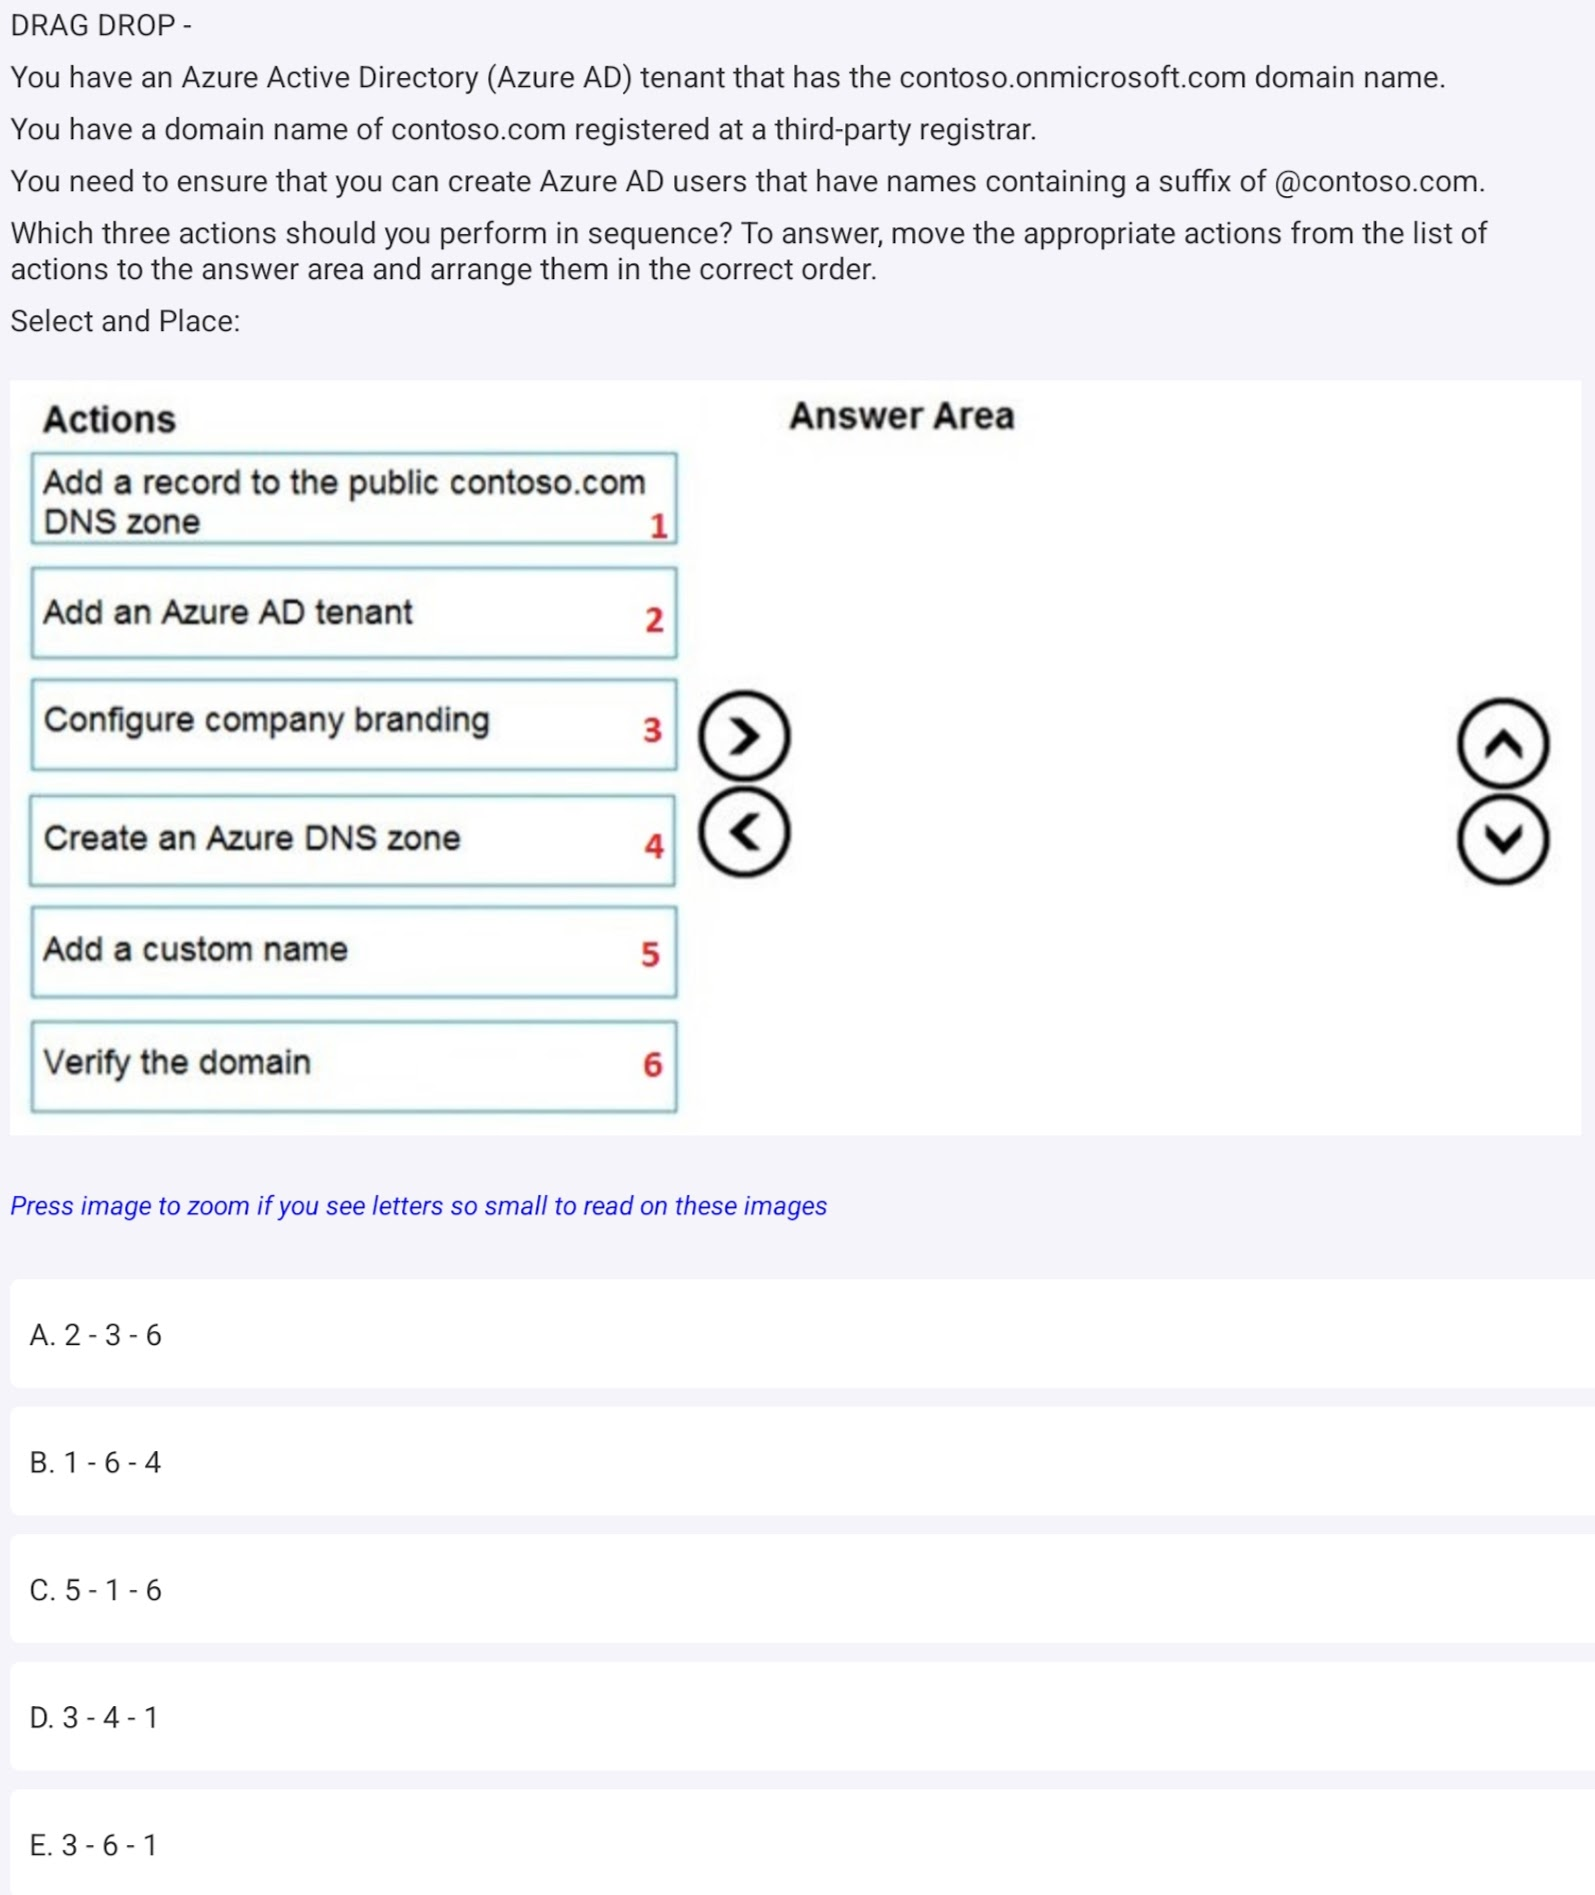 DRAG DROP -
You have an Azure Active Directory (Azure AD) tenant that has the contoso.onmicrosoft.com domain name.
You have a domain name of contoso.com registered at a third-party registrar.
You need to ensure that you can create Azure AD users that have names containing a suffix of @contoso.com.
Which three actions should you perform in sequence? To answer, move the appropriate actions from the list of
actions to the answer area and arrange them in the correct order.
Select and Place:
Actions
Answer Area
Add a record to the public contoso.com
DNS zone 1
Add an Azure AD tenant 2
Configure company branding 3
Create an Azure DNS zone 4
Add a custom name 5
Verify the domain 6
Press image to zoom if you see letters so small to read on these images
A. 2 - 3 - 6
B. 1 - 6 - 4
C. 5 - 1 - 6
D. 3 - 4 - 1
E. 3 - 6 - 1